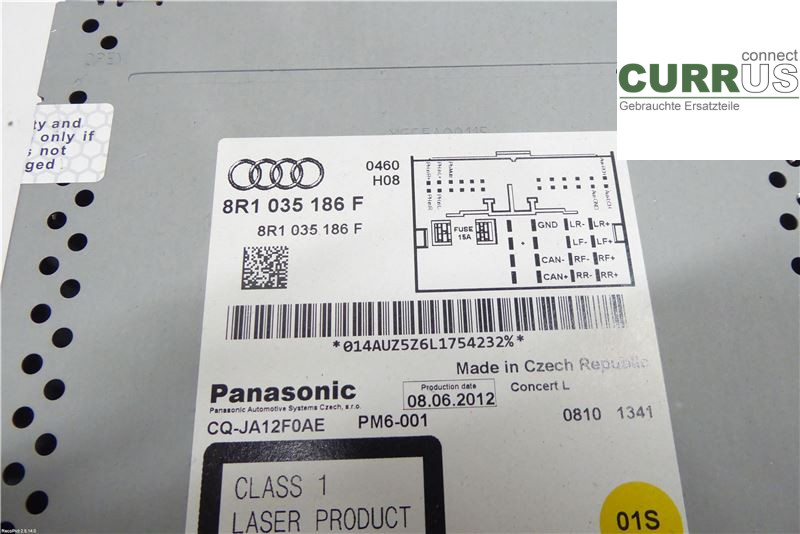 connect
CURRUS
Gebrauchte Ersatzteile
ty and
only if
s not
ged
0460
H08
8R1 035 186 F
8R1 035 186 F
FUSE
15A
GND LR- LR+
LF- LF+
CAN- RF- RF+
CAN+ RR- RR+
*014AUZ5Z6L1754232%*
Made in Czech Republic
Panasonic
Panasonic Automotive Systems Czech, s.r.o.
Production date
08.06.2012
Concert L
CQ-JA12F0AE PM6-001
0810 1341
CLASS 1
LASER PRODUCT
01S